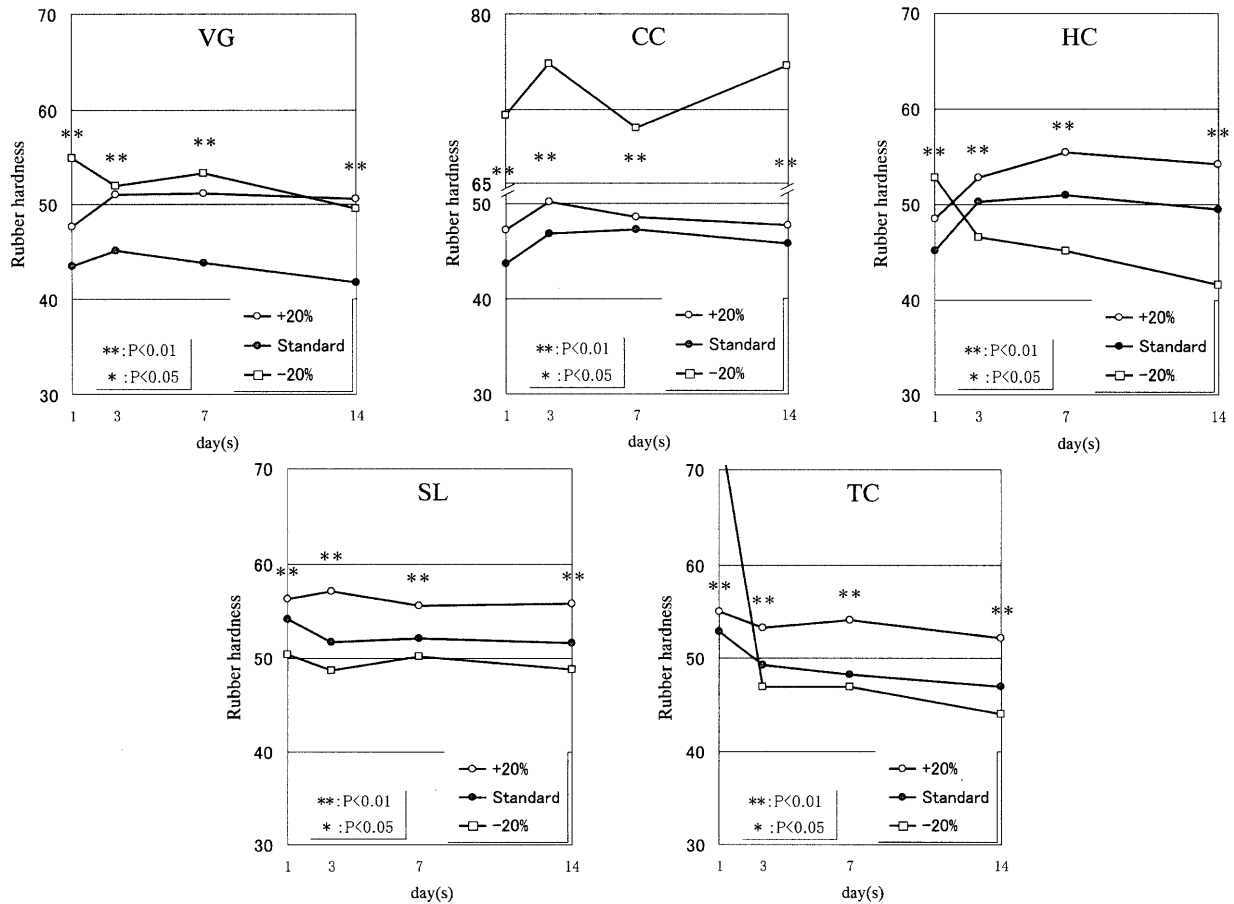 VG
Rubber hardness
70
60
50
40
30
**
**
**
**
+20%
Standard
-20%
**:P<0.01
*:P<0.05
1 3 7 14
day(s)
CC
Rubber hardness
80
65
50
40
30
**
**
**
**
+20%
Standard
-20%
**:P<0.01
*:P<0.05
1 3 7 14
day(s)
HC
Rubber hardness
70
60
50
40
30
**
**
**
**
+20%
Standard
-20%
**:P<0.01
*:P<0.05
1 3 7 14
day(s)
SL
Rubber hardness
70
60
50
40
30
**
**
**
**
+20%
Standard
-20%
**:P<0.01
*:P<0.05
1 3 7 14
day(s)
TC
Rubber hardness
70
60
50
40
30
**
**
**
**
+20%
Standard
-20%
**:P<0.01
*:P<0.05
1 3 7 14
day(s)